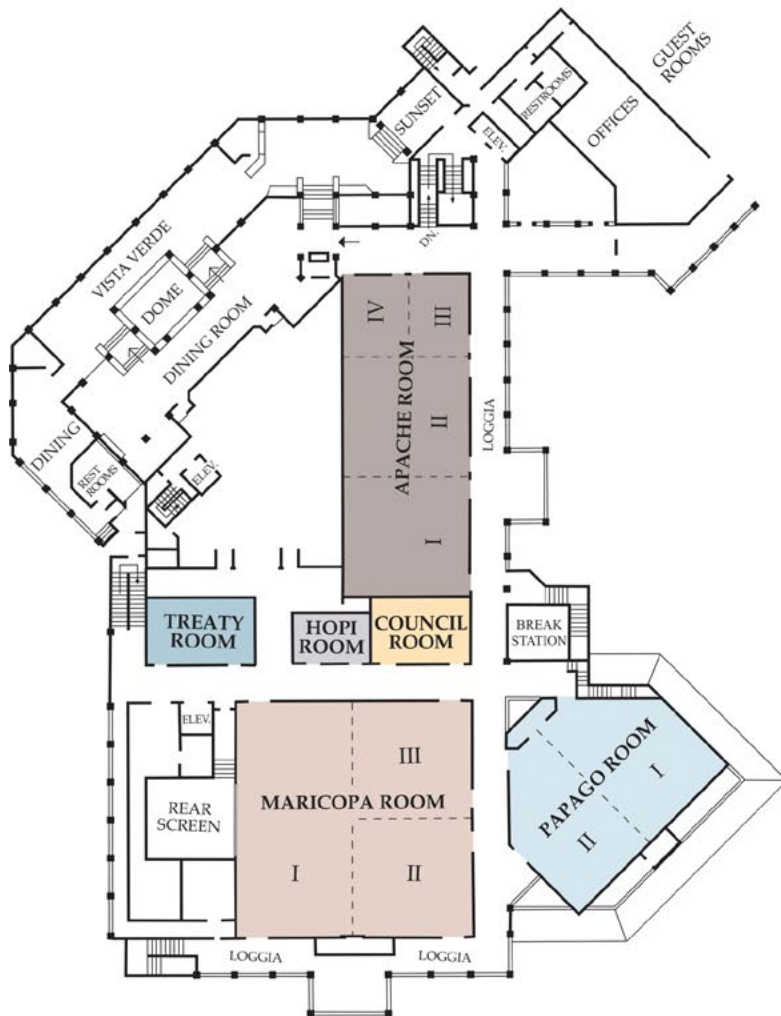 GUEST
ROOMS
SUNSET
RESTROOMS
OFFICES
ELEV.
VISTA VERDE
DN.
DOME
DINING ROOM
IV
III
APACHE ROOM
II
LOGGIA
DINING
REST
ROOMS
ELEV.
I
TREATY
ROOM
HOPI
ROOM
COUNCIL
ROOM
BREAK
STATION
ELEV.
III
PAPAGO ROOM
I
II
REAR
SCREEN
MARICOPA ROOM
I
II
LOGGIA
LOGGIA